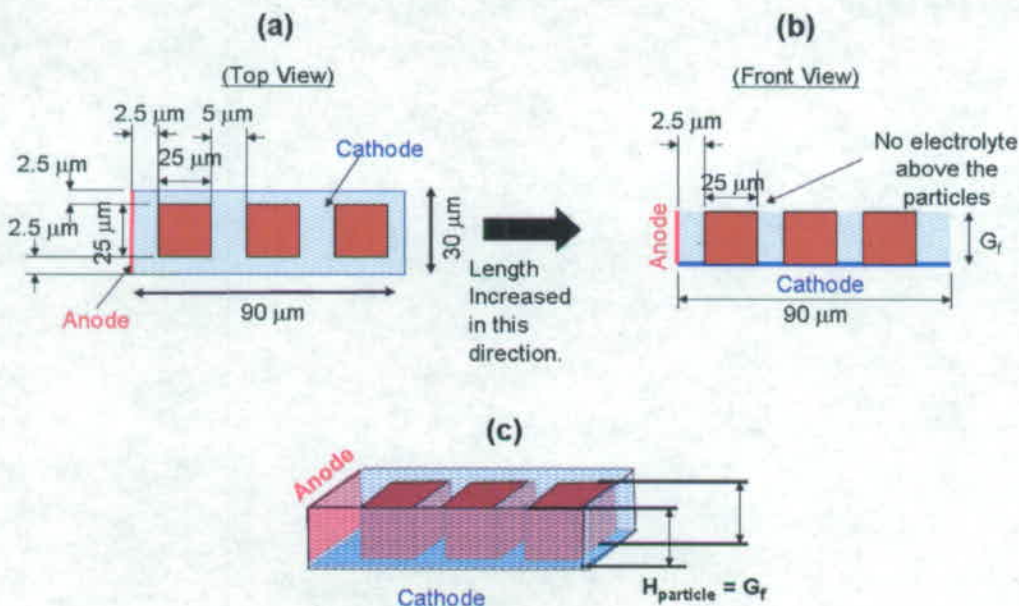 (a)
(Top View)
2.5 µm
5 µm
25 µm
Cathode
2.5 µm
2.5 µm
25 µm
30 µm
Anode
90 µm
Length
Increased
in this
direction.
(b)
(Front View)
2.5 µm
No electrolyte
above the
particles
25 µm
Anode
Gf
Cathode
90 µm
(c)
Anode
Cathode
Hparticle = Gf